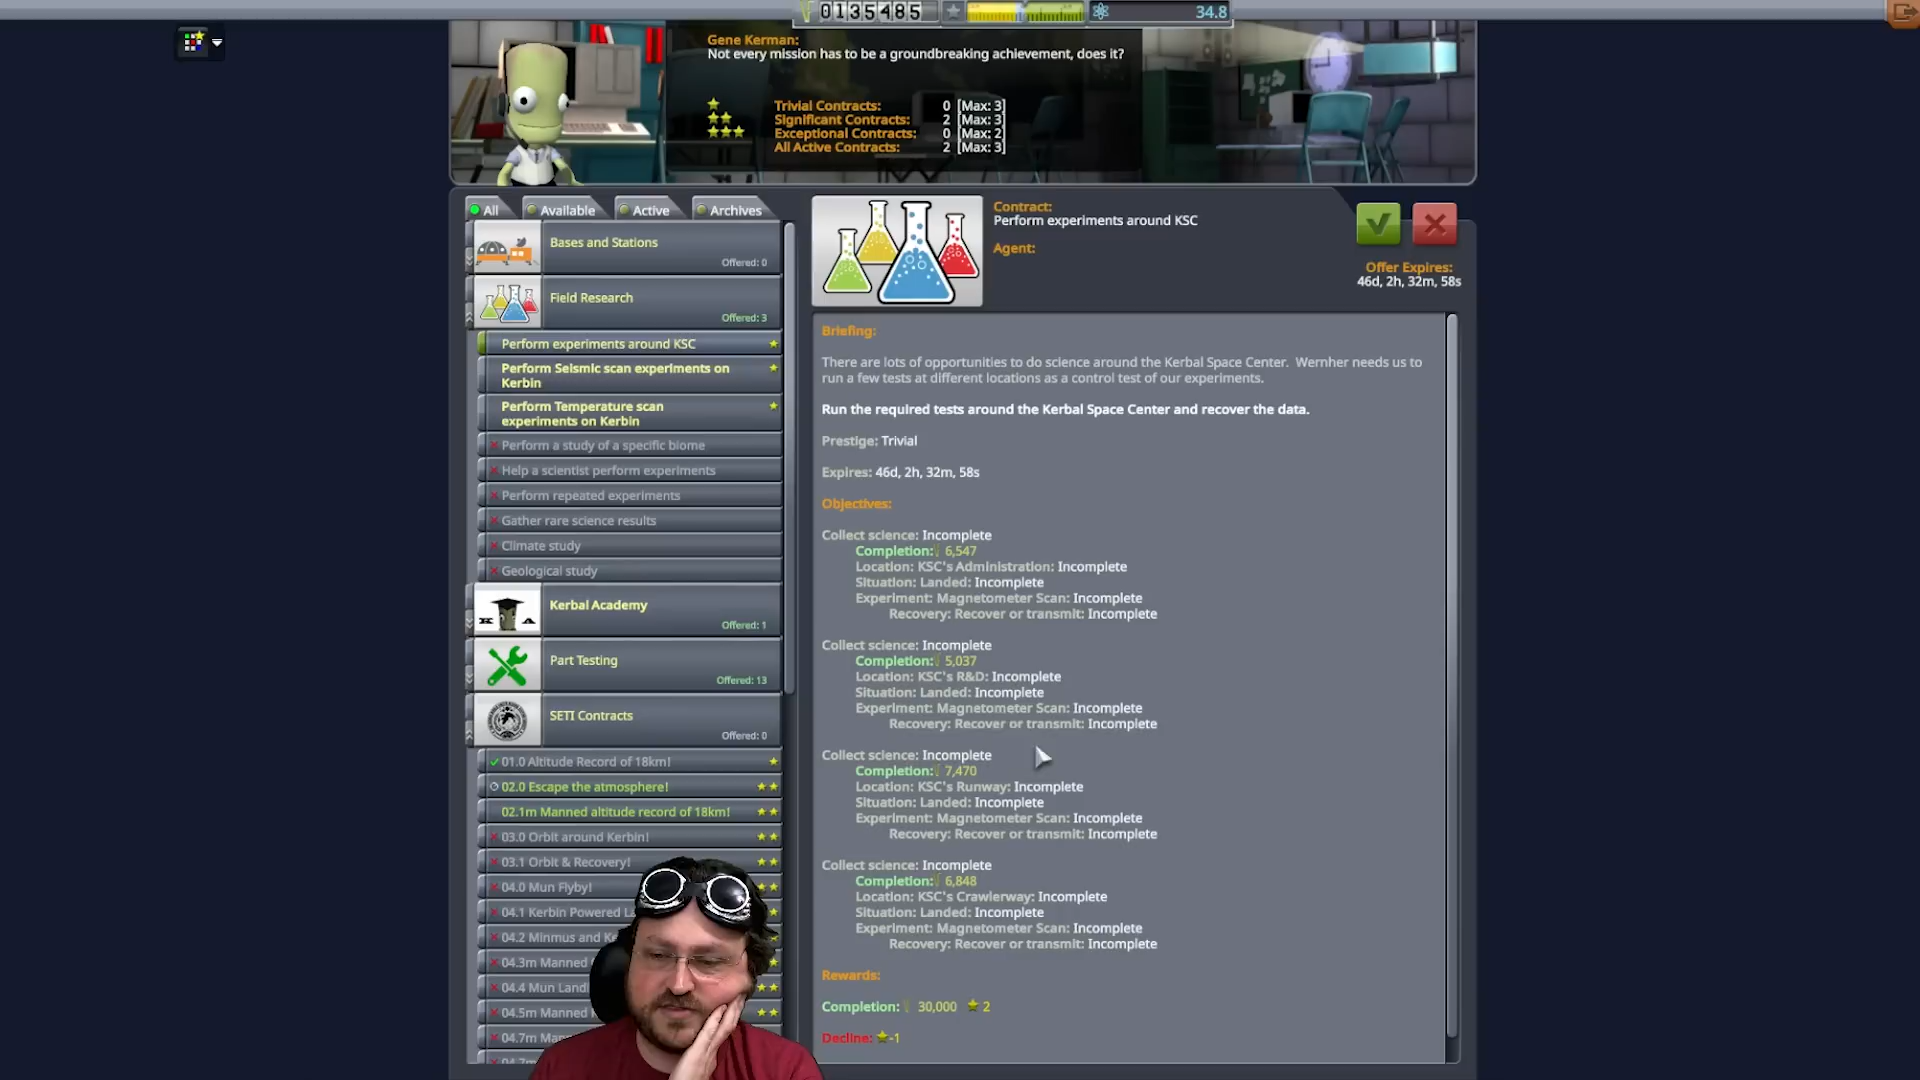 0135485
34.8
Gene Kerman:
Not every mission has to be a groundbreaking achievement, does it?
Trivial Contracts: 0 [Max: 3]
Significant Contracts: 2 [Max: 3]
Exceptional Contracts: 0 [Max: 2]
All Active Contracts: 2 [Max: 3]
All
Available
Active
Archives
Bases and Stations
Offered: 0
Field Research
Offered: 3
Perform experiments around KSC
Perform Seismic scan experiments on
Kerbin
Perform Temperature scan
experiments on Kerbin
Perform a study of a specific biome
Help a scientist perform experiments
Perform repeated experiments
Gather rare science results
Climate study
Geological study
K A
Kerbal Academy
Offered: 1
Part Testing
Offered: 13
SETI Contracts
Offered: 0
01.0 Altitude Record of 18km!
02.0 Escape the atmosphere!
02.1m Manned altitude record of 18km!
03.0 Orbit around Kerbin!
03.1 Orbit & Recovery!
04.0 Mun Flyby!
04.1 Kerbin Powered
04.2 Minmus and
04.3m Manned
04.4 Mun
04.5m Manned
04.7m
Contract:
Perform experiments around KSC
Agent:
Offer Expires:
46d, 2h, 32m, 58s
Briefing:
There are lots of opportunities to do science around the Kerbal Space Center. Wernher needs us to
run a few tests at different locations as a control test of our experiments.
Run the required tests around the Kerbal Space Center and recover the data.
Prestige: Trivial
Expires: 46d, 2h, 32m, 58s
Objectives:
Collect science: Incomplete
Completion: 6,547
Location: KSC's Administration: Incomplete
Situation: Landed: Incomplete
Experiment: Magnetometer Scan: Incomplete
Recovery: Recover or transmit: Incomplete
Collect science: Incomplete
Completion: 5,037
Location: KSC's R&D: Incomplete
Situation: Landed: Incomplete
Experiment: Magnetometer Scan: Incomplete
Recovery: Recover or transmit: Incomplete
Collect science: Incomplete
Completion: 7,470
Location: KSC's Runway: Incomplete
Situation: Landed: Incomplete
Experiment: Magnetometer Scan: Incomplete
Recovery: Recover or transmit: Incomplete
Collect science: Incomplete
Completion: 6,848
Location: KSC's Crawlerway: Incomplete
Situation: Landed: Incomplete
Experiment: Magnetometer Scan: Incomplete
Recovery: Recover or transmit: Incomplete
Rewards:
Completion: 30,000 2
Decline: -1